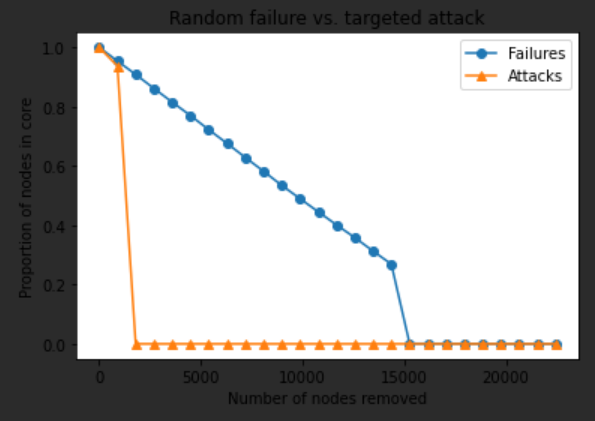 Random failure vs. targeted attack
Failures
Attacks
Proportion of nodes in core
1.0
0.8
0.6
0.4
0.2
0.0
0 5000 10000 15000 20000
Number of nodes removed